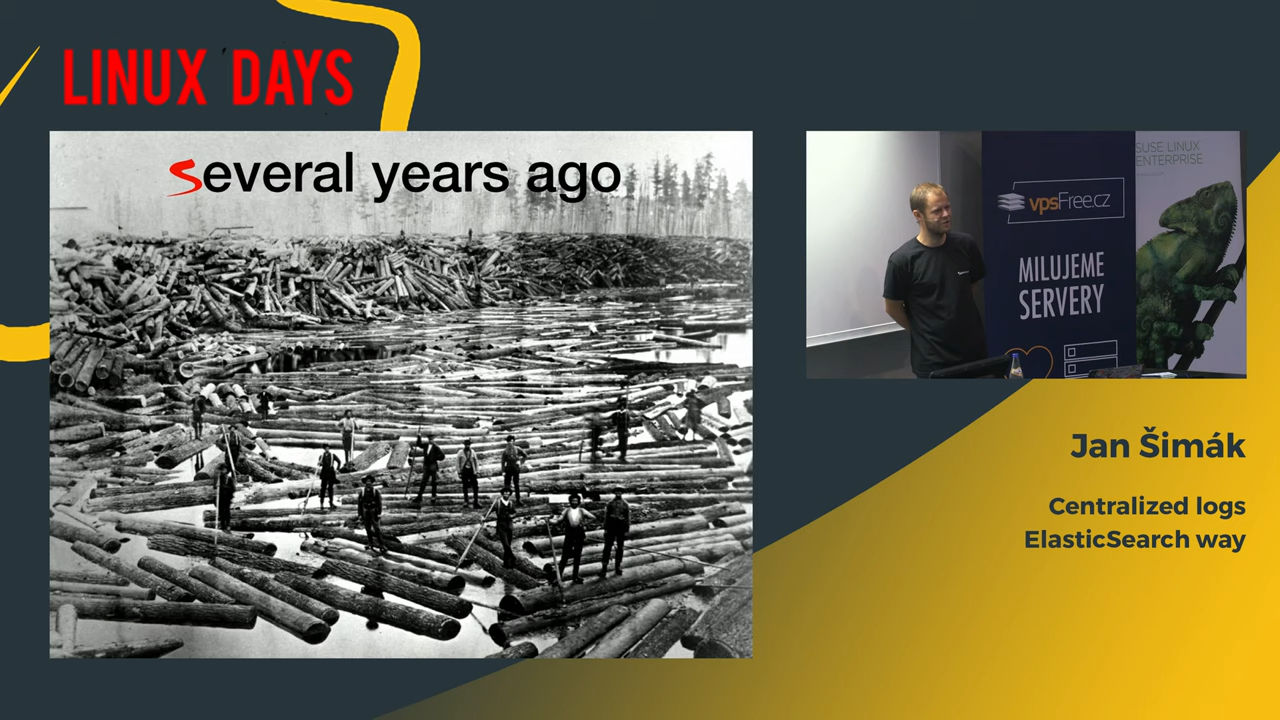 LINUX DAYS
several years ago
vpsFree.cz
MILUJEME
SERVERY
SUSE LINUX
ENTERPRISE
Jan Šimák
Centralized logs
ElasticSearch way